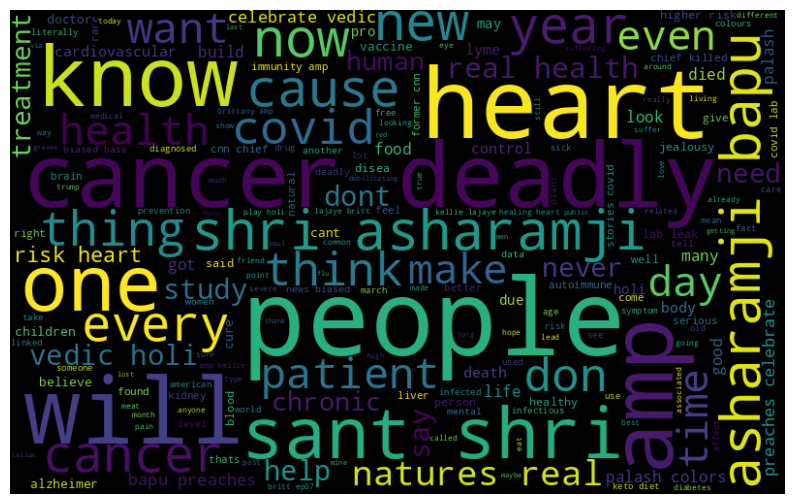 doctor
literally
via
today
rare
last
celebrate vedic
may
new
year
higher risk
different
colours
want
now
pro
eye
even
suffering
know
cardiovascular
build
vaccine
lyme
human
chief killed
real health
around
palash
treatment
immunity amp
cause
heart
died
former cnn
health
covid
free
looking
look
give
covid lab
living
still
way
medical
brittany amp
show
red
really
suffer
need
graves
biased base
diagnosed
cnn chief
drug
another
lot
food
control
sick
jealousy
care
brain
deadly
disea
true
cancer deadly
love
asharamji bapu
trump
much
natural
dont
debilitating
plant
already
prevention
play holi
lajaye britt
feel
kellie lajaye
healing heart
public
related
mean
fact
right
thing
shri asharamji
stories covid
tell
getting
soul
common
men
cant
lab leak
risk heart
got
said
friend
point
flu
think
make
never
data
due
well
many
day
one
study
severe
news biased
march
made
better
autoimmune
holi
take
women
age
come
body
children
cure
every
thank
people
risk
symptom
serious
old
linked
sure
hope
lead
see
going
vedic holi
amp kellie
long
good
preaches celebrate
someone
high
patient
don
amp
believe
found
lost
american
type
used
death
life
time
meat
month
kidney
blood
world
chronic
liver
person
healthy
use
anyone
pain
level
say
infected
mental
infectious
associated
will
sant shri
called
eat
best
effect
cancer
thats
post
mine
help
natures real
palash colors
celiac
alzheimer
bapu preaches
britt ep07
maybe
keto diet
diabetes